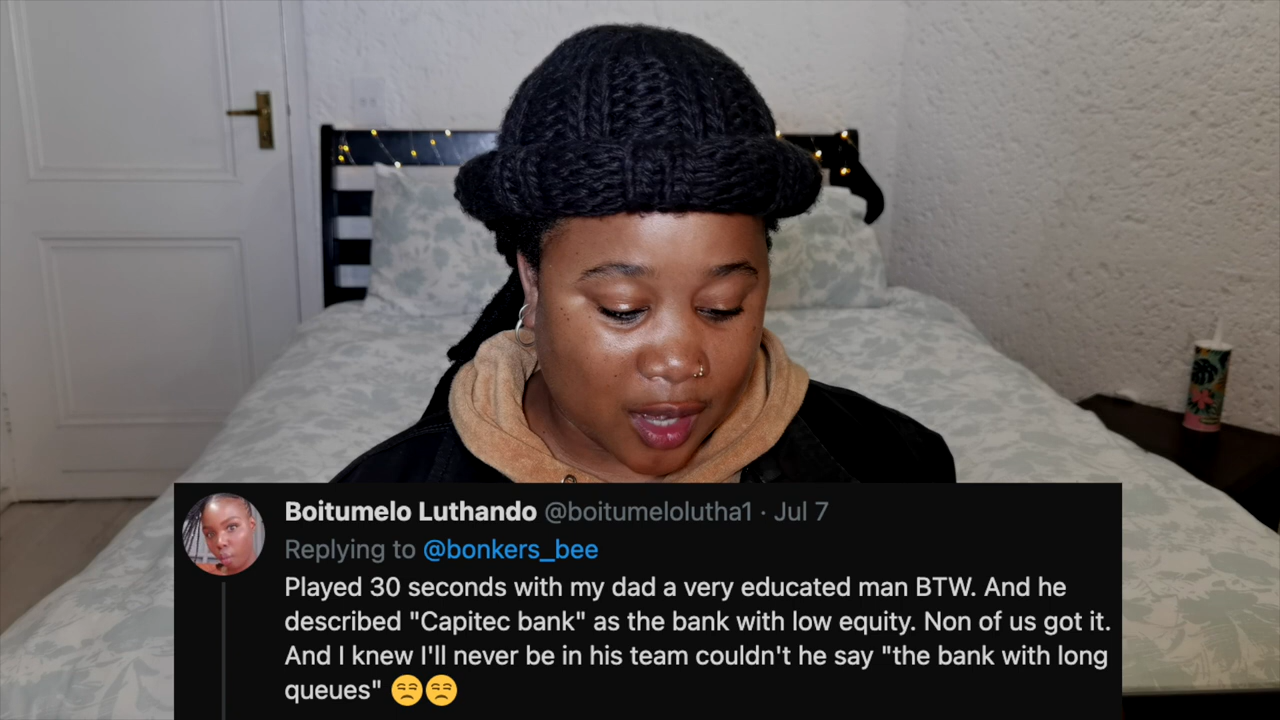 Boitumelo Luthando @boitumelolutha1 · Jul 7
Replying to @bonkers_bee
Played 30 seconds with my dad a very educated man BTW. And he
described "Capitec bank" as the bank with low equity. Non of us got it.
And I knew I'll never be in his team couldn't he say "the bank with long
queues" 😒😒